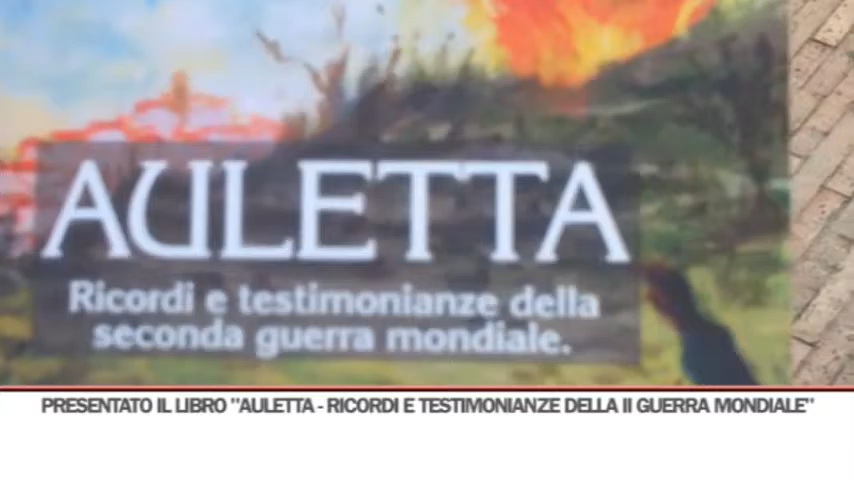 AULETTA
Ricordi e testimonianze della
seconda guerra mondiale.
PRESENTATO IL LIBRO "AULETTA - RICORDI E TESTIMONIANZE DELLA II GUERRA MONDIALE"